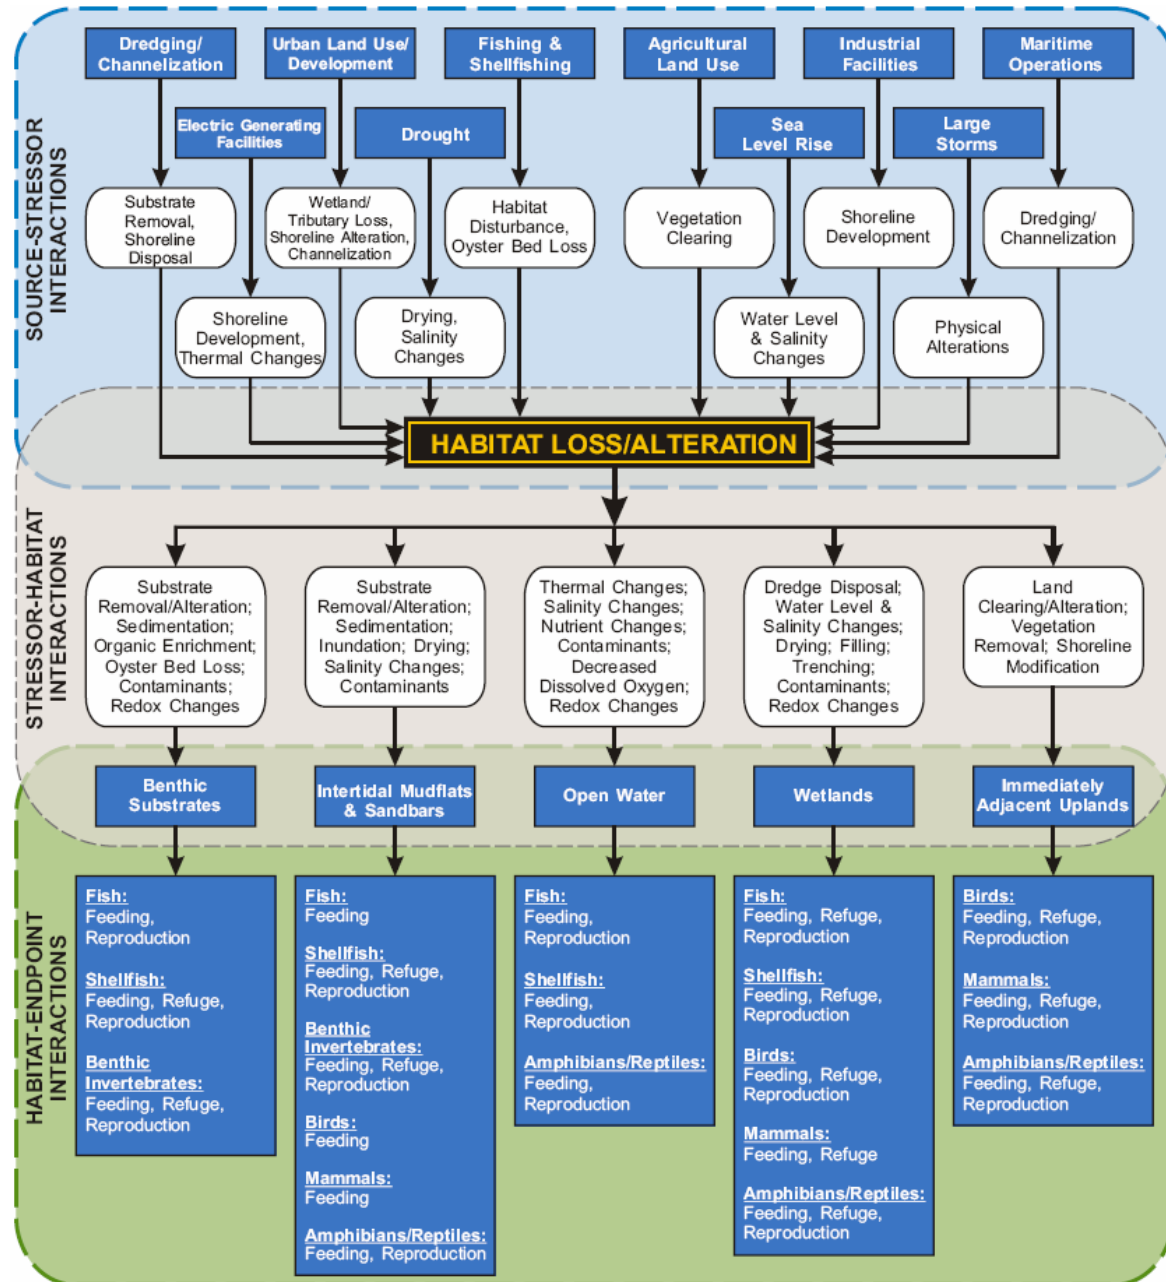 SOURCE-STRESSOR
INTERACTIONS
Dredging/
Channelization
Urban Land Use/
Development
Fishing &
Shellfishing
Agricultural
Land Use
Industrial
Facilities
Maritime
Operations
Electric Generating
Facilities
Drought
Sea
Level Rise
Large
Storms
Substrate
Removal,
Shoreline
Disposal
Wetland/
Tributary Loss,
Shoreline Alteration,
Channelization
Habitat
Disturbance,
Oyster Bed Loss
Vegetation
Clearing
Shoreline
Development
Dredging/
Channelization
Shoreline
Development,
Thermal Changes
Drying,
Salinity
Changes
Water Level
& Salinity
Changes
Physical
Alterations
HABITAT LOSS/ALTERATION
STRESSOR-HABITAT
INTERACTIONS
Substrate
Removal/Alteration;
Sedimentation;
Organic Enrichment;
Oyster Bed Loss;
Contaminants;
Redox Changes
Substrate
Removal/Alteration;
Sedimentation;
Inundation; Drying;
Salinity Changes;
Contaminants
Thermal Changes;
Salinity Changes;
Nutrient Changes;
Contaminants;
Decreased
Dissolved Oxygen;
Redox Changes
Dredge Disposal;
Water Level &
Salinity Changes;
Drying; Filling;
Trenching;
Contaminants;
Redox Changes
Land
Clearing/Alteration;
Vegetation
Removal; Shoreline
Modification
HABITAT-ENDPOINT
INTERACTIONS
Benthic
Substrates
Intertidal Mudflats
& Sandbars
Open Water
Wetlands
Immediately
Adjacent Uplands
Fish:
Feeding,
Reproduction
Shellfish:
Feeding, Refuge,
Reproduction
Benthic
Invertebrates:
Feeding, Refuge,
Reproduction
Fish:
Feeding
Shellfish:
Feeding, Refuge,
Reproduction
Benthic
Invertebrates:
Feeding, Refuge,
Reproduction
Birds:
Feeding
Mammals:
Feeding
Amphibians/Reptiles:
Feeding, Reproduction
Fish:
Feeding,
Reproduction
Shellfish:
Feeding,
Reproduction
Amphibians/Reptiles:
Feeding,
Reproduction
Fish:
Feeding, Refuge,
Reproduction
Shellfish:
Feeding, Refuge,
Reproduction
Birds:
Feeding, Refuge,
Reproduction
Mammals:
Feeding, Refuge
Amphibians/Reptiles:
Feeding, Refuge,
Reproduction
Birds:
Feeding, Refuge,
Reproduction
Mammals:
Feeding, Refuge,
Reproduction
Amphibians/Reptiles:
Feeding, Refuge,
Reproduction